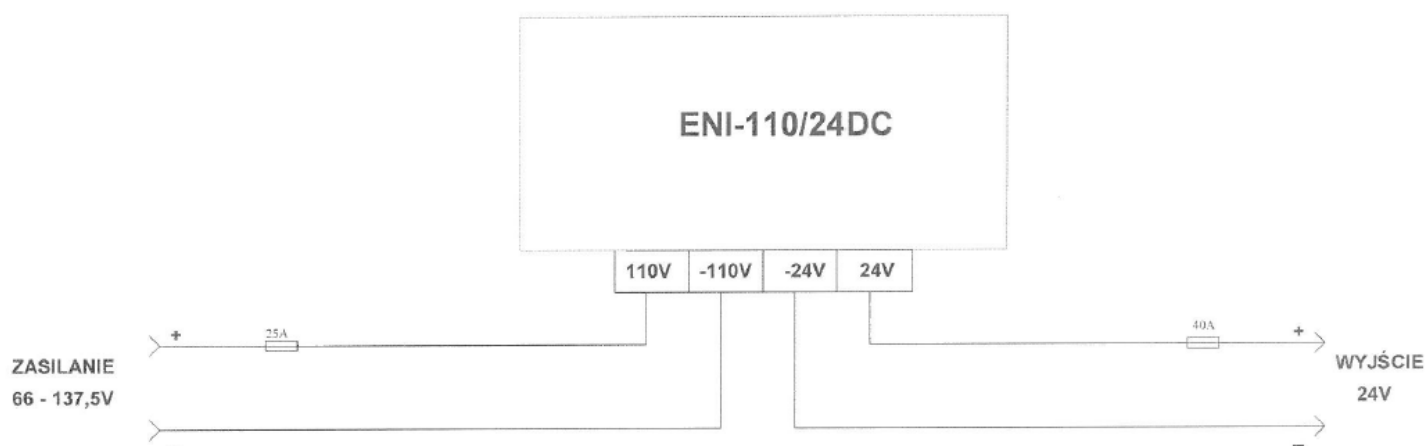 ENI-110/24DC
110V -110V -24V 24V
+ 25A 40A +
ZASILANIE
66 - 137,5V
WYJŚCIE
24V
- -